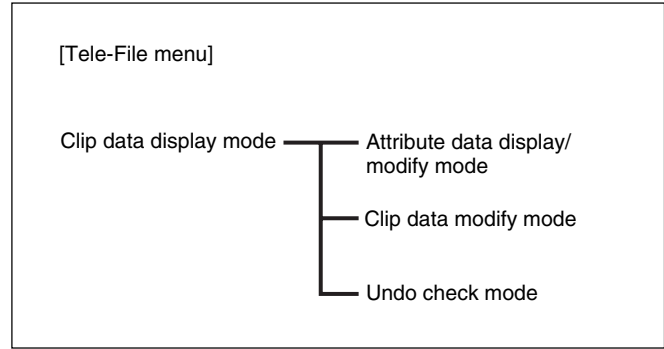 [Tele-File menu]
Clip data display mode
Attribute data display/
modify mode
Clip data modify mode
Undo check mode